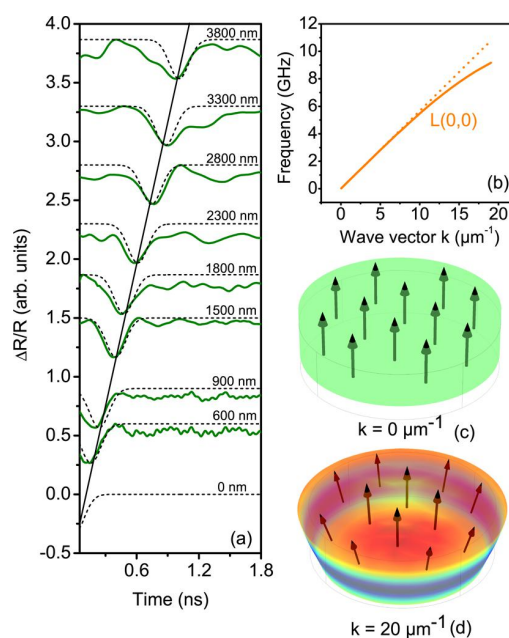 4.0
3.5
3.0
2.5
2.0
1.5
1.0
0.5
0.0
-0.5
ΔR/R (arb. units)
3800 nm
3300 nm
2800 nm
2300 nm
1800 nm
1500 nm
900 nm
600 nm
0 nm
(a)
0.6 1.2 1.8
Time (ns)
12
10
8
6
4
2
0
Frequency (GHz)
L(0,0)
(b)
0 5 10 15 20
Wave vector k (µm⁻¹)
k = 0 µm⁻¹ (c)
k = 20 µm⁻¹ (d)